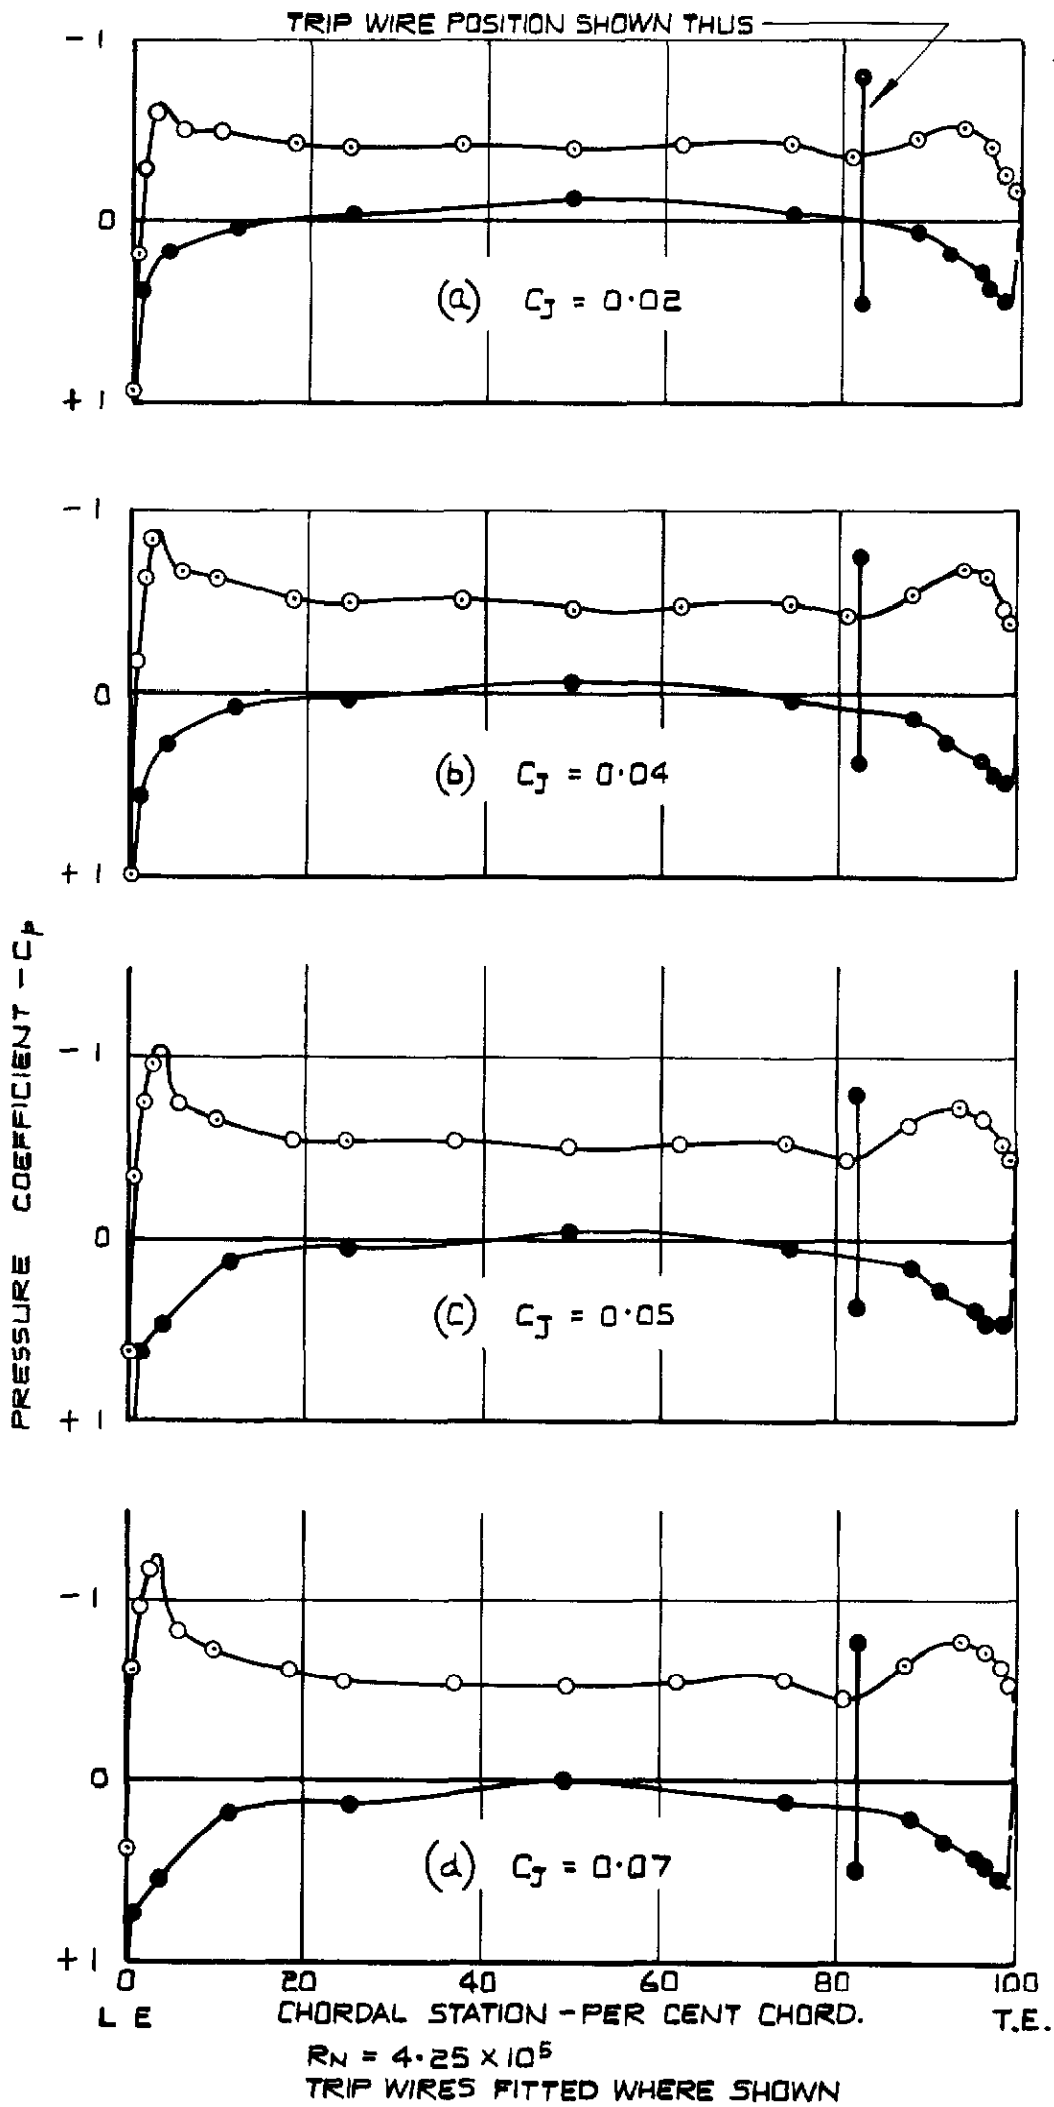 TRIP WIRE POSITION SHOWN THUS
-1
0
+1
(a) CJ = 0·02
-1
0
+1
(b) CJ = 0·04
PRESSURE COEFFICIENT - Cp
-1
0
+1
(c) CJ = 0·05
-1
0
+1
(d) CJ = 0·07
0 20 40 60 80 100
L E CHORDAL STATION - PER CENT CHORD. T.E.
RN = 4·25 × 10⁵
TRIP WIRES FITTED WHERE SHOWN